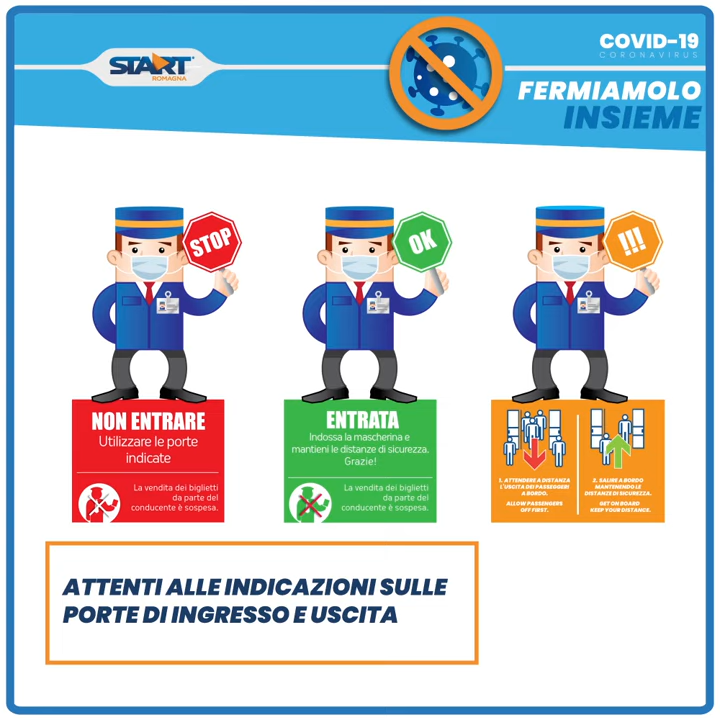 START
ROMAGNA
COVID-19
CORONAVIRUS
FERMIAMOLO
INSIEME
STOP
OK
!!!
NON ENTRARE
Utilizzare le porte
indicate
La vendita dei biglietti
da parte del
conducente è sospesa.
ENTRATA
Indossa la mascherina e
mantieni le distanze di sicurezza.
Grazie!
La vendita dei biglietti
da parte del
conducente è sospesa.
1. ATTENDERE A DISTANZA
L'USCITA DEI PASSEGGERI
A BORDO.
ALLOW PASSENGERS
OFF FIRST.
2. SALIRE A BORDO
MANTENENDO LE
DISTANZE DI SICUREZZA.
GET ON BOARD
KEEP YOUR DISTANCE.
ATTENTI ALLE INDICAZIONI SULLE
PORTE DI INGRESSO E USCITA